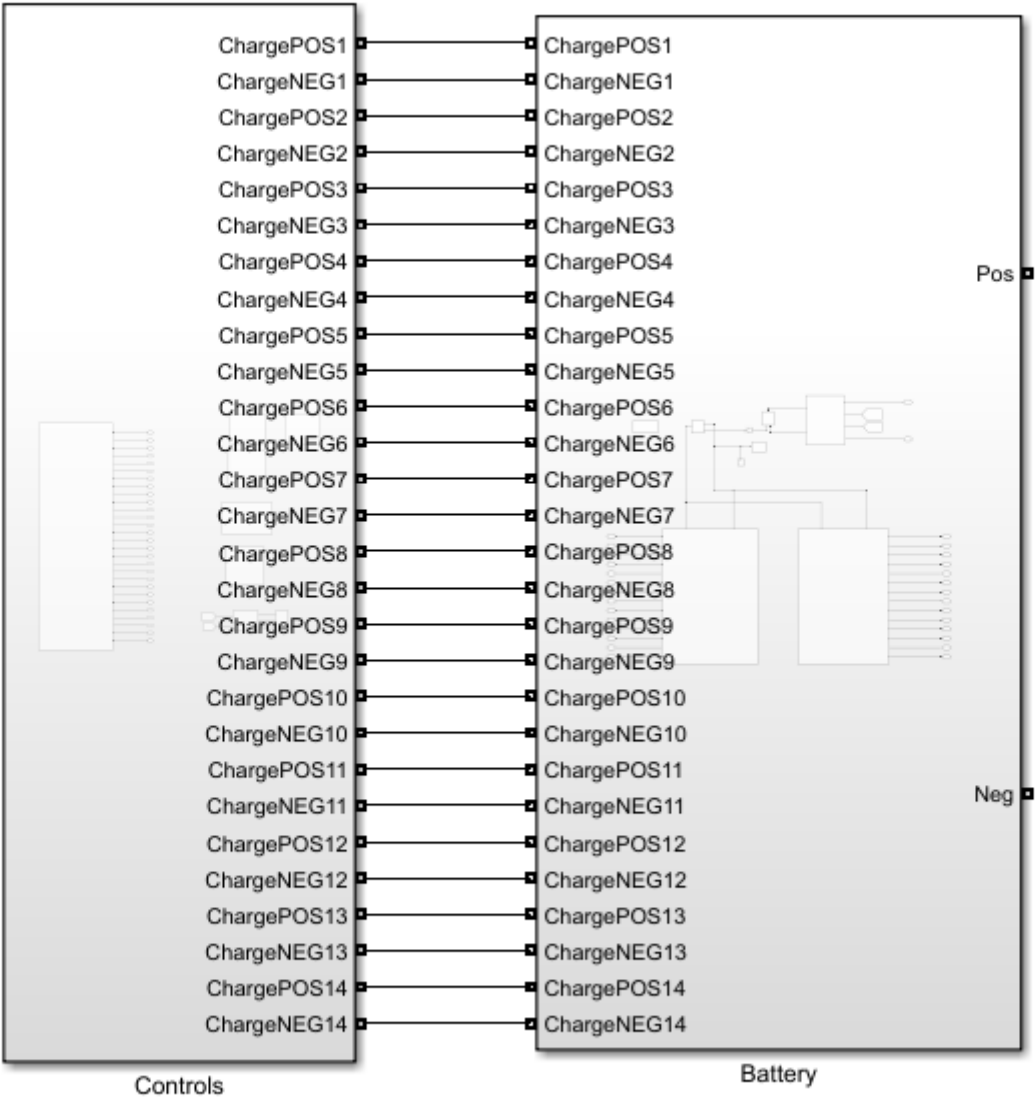 ChargePOS1 ChargePOS1
ChargeNEG1 ChargeNEG1
ChargePOS2 ChargePOS2
ChargeNEG2 ChargeNEG2
ChargePOS3 ChargePOS3
ChargeNEG3 ChargeNEG3
ChargePOS4 ChargePOS4
Pos
ChargeNEG4 ChargeNEG4
ChargePOS5 ChargePOS5
ChargeNEG5 ChargeNEG5
ChargePOS6 ChargePOS6
ChargeNEG6 ChargeNEG6
ChargePOS7 ChargePOS7
ChargeNEG7 ChargeNEG7
ChargePOS8 ChargePOS8
ChargeNEG8 ChargeNEG8
ChargePOS9 ChargePOS9
ChargeNEG9 ChargeNEG9
ChargePOS10 ChargePOS10
ChargeNEG10 ChargeNEG10
ChargePOS11 ChargePOS11
Neg
ChargeNEG11 ChargeNEG11
ChargePOS12 ChargePOS12
ChargeNEG12 ChargeNEG12
ChargePOS13 ChargePOS13
ChargeNEG13 ChargeNEG13
ChargePOS14 ChargePOS14
ChargeNEG14 ChargeNEG14
Controls Battery